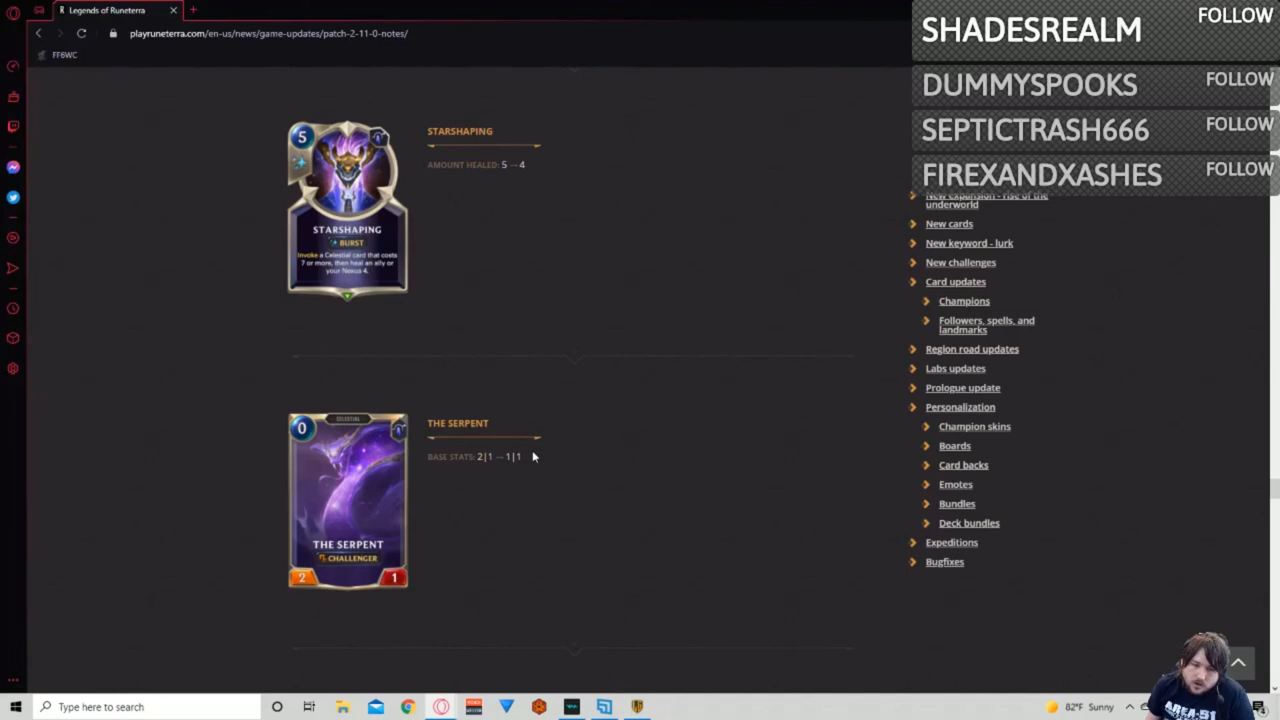 Legends of Runeterra
playruneterra.com/en-us/news/game-updates/patch-2-11-0-notes/
FF6WC
SHADESREALM FOLLOW
DUMMYSPOOKS FOLLOW
SEPTICTRASH666 FOLLOW
FIREXANDXASHES FOLLOW
5
STARSHAPING
BURST
Invoke a Celestial card that costs
7 or more, then heal an ally or
your Nexus 4.
STARSHAPING
AMOUNT HEALED: 5 → 4
0
CELESTIAL
THE SERPENT
CHALLENGER
2 1
THE SERPENT
BASE STATS: 2|1 → 1|1
New expansion - rise of the
underworld
New cards
New keyword - lurk
New challenges
Card updates
Champions
Followers, spells, and
landmarks
Region road updates
Labs updates
Prologue update
Personalization
Champion skins
Boards
Card backs
Emotes
Bundles
Deck bundles
Expeditions
Bugfixes
AREA-51
Type here to search
82°F Sunny